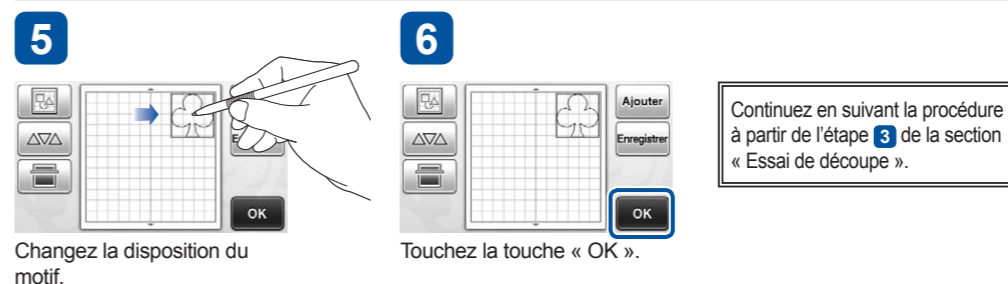 5
OK
Changez la disposition du
motif.
6
Ajouter
Enregistrer
OK
Touchez la touche « OK ».
Continuez en suivant la procédure
à partir de l’étape 3 de la section
« Essai de découpe ».